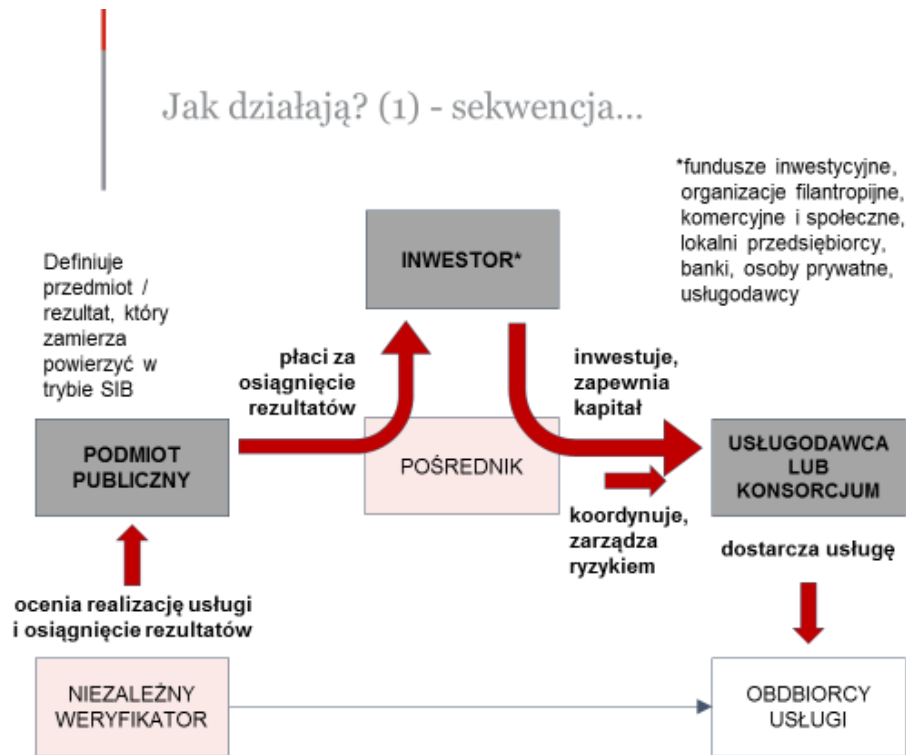 Jak działają? (1) - sekwencja...
*fundusze inwestycyjne,
organizacje filantropijne,
komercyjne i społeczne,
lokalni przedsiębiorcy,
banki, osoby prywatne,
usługodawcy
INWESTOR*
Definiuje
przedmiot /
rezultat, który
zamierza
powierzyć w
trybie SIB
płaci za
osiągnięcie
rezultatów
inwestuje,
zapewnia
kapitał
PODMIOT
PUBLICZNY
POŚREDNIK
USŁUGODAWCA
LUB
KONSORCJUM
koordynuje,
zarządza
ryzykiem
dostarcza usługę
ocenia realizację usługi
i osiągnięcie rezultatów
NIEZALEŻNY
WERYFIKATOR
OBDBIORCY
USŁUGI